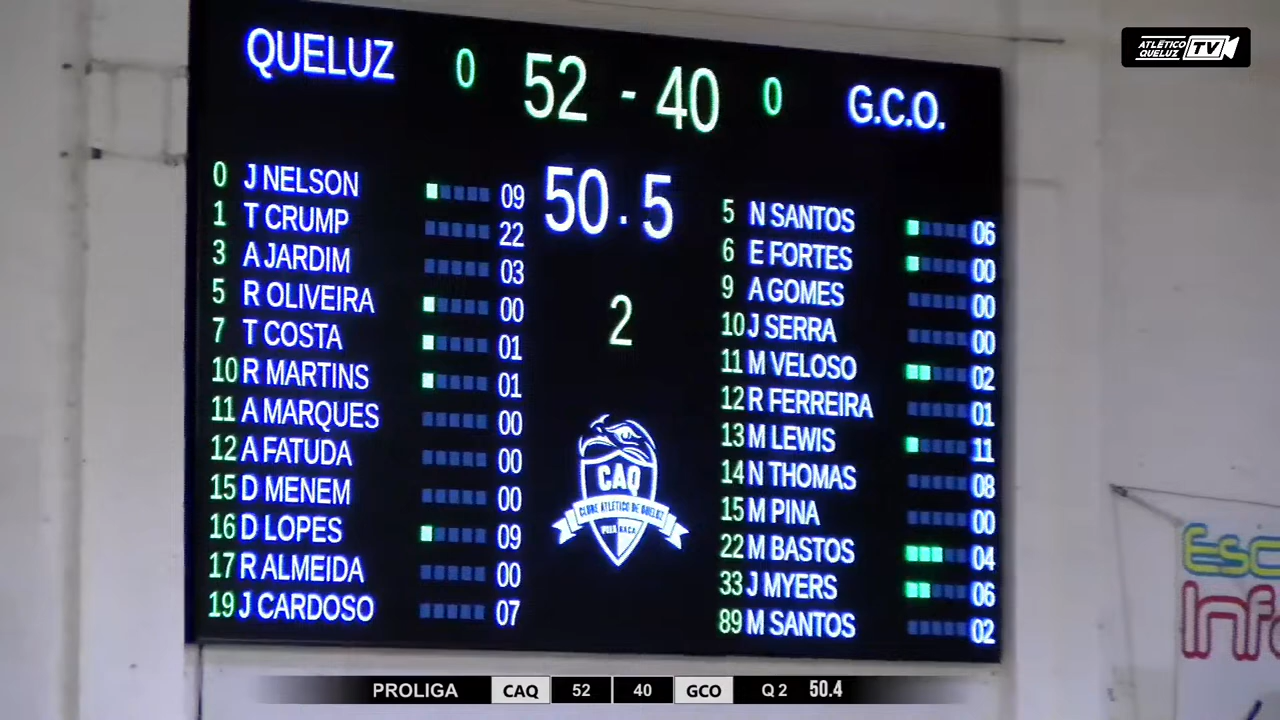 QUELUZ 0 52 - 40 0 G.C.O.
ATLÉTICO QUELUZ TV
50.5
2
0 J NELSON 09
1 T CRUMP 22
3 A JARDIM 03
5 R OLIVEIRA 00
7 T COSTA 01
10 R MARTINS 01
11 A MARQUES 00
12 A FATUDA 00
15 D MENEM 00
16 D LOPES 09
17 R ALMEIDA 00
19 J CARDOSO 07
CAQ
CLUBE ATLÉTICO DE QUELUZ
5 N SANTOS 06
6 E FORTES 00
9 A GOMES 00
10 J SERRA 00
11 M VELOSO 02
12 R FERREIRA 01
13 M LEWIS 11
14 N THOMAS 08
15 M PINA 00
22 M BASTOS 04
33 J MYERS 06
89 M SANTOS 02
Esc
Info
PROLIGA CAQ 52 40 GCO Q 2 50.4